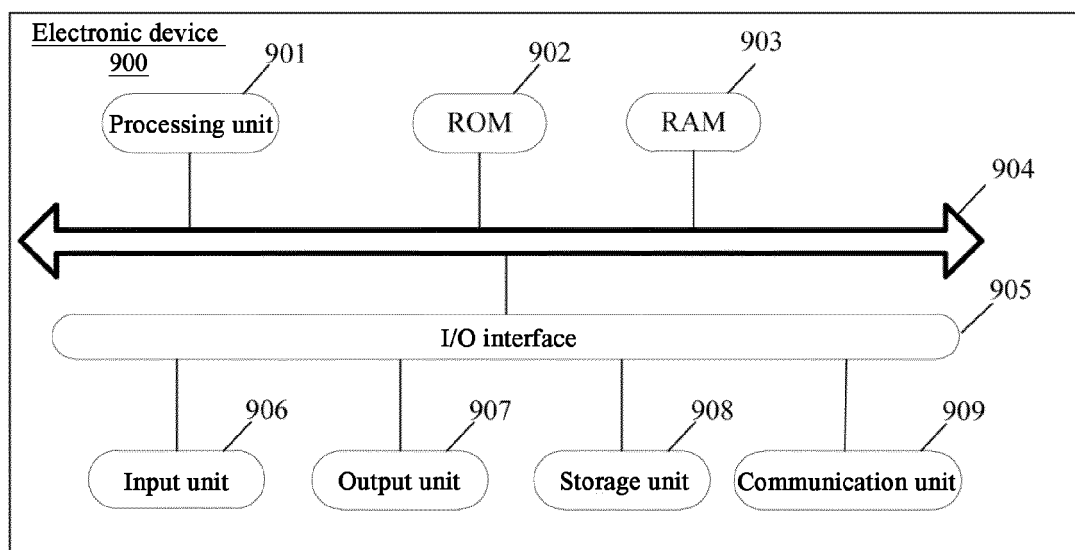 Electronic device
900
901
902
903
Processing unit
ROM
RAM
904
905
I/O interface
906
907
908
909
Input unit
Output unit
Storage unit
Communication unit